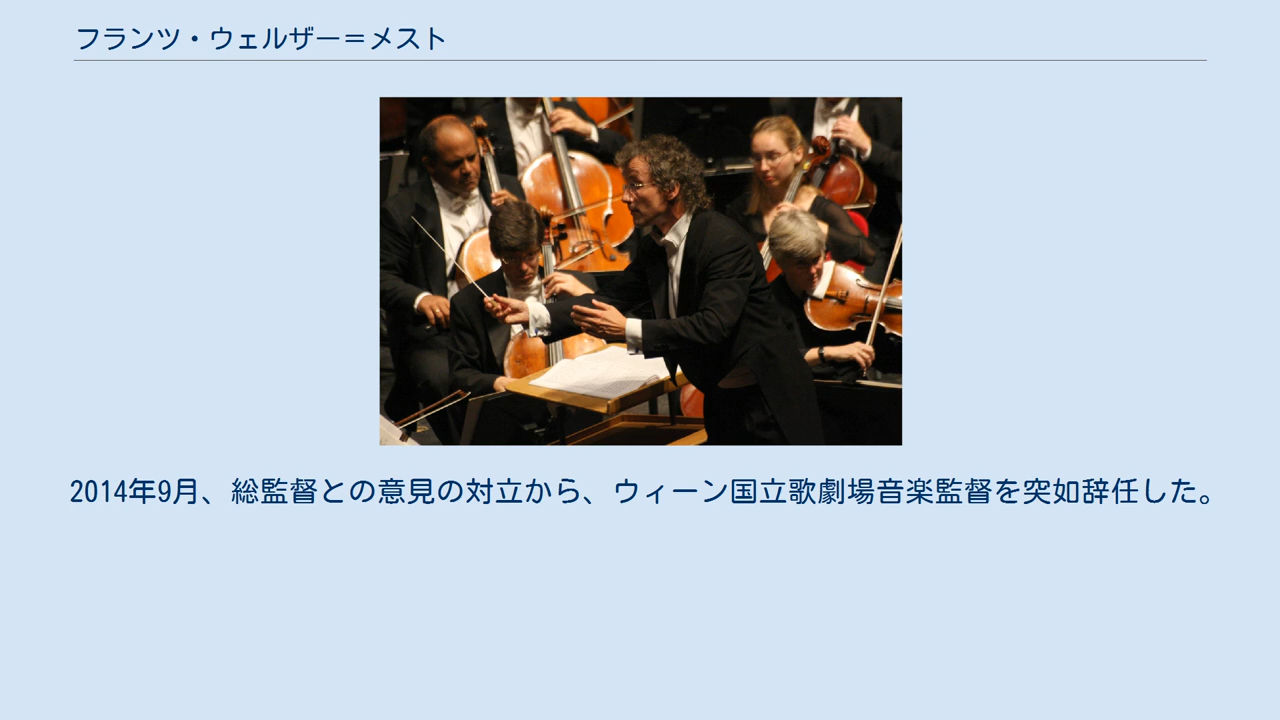 フランツ・ウェルザー＝メスト
2014年9月、総監督との意見の対立から、ウィーン国立歌劇場音楽監督を突如辞任した。